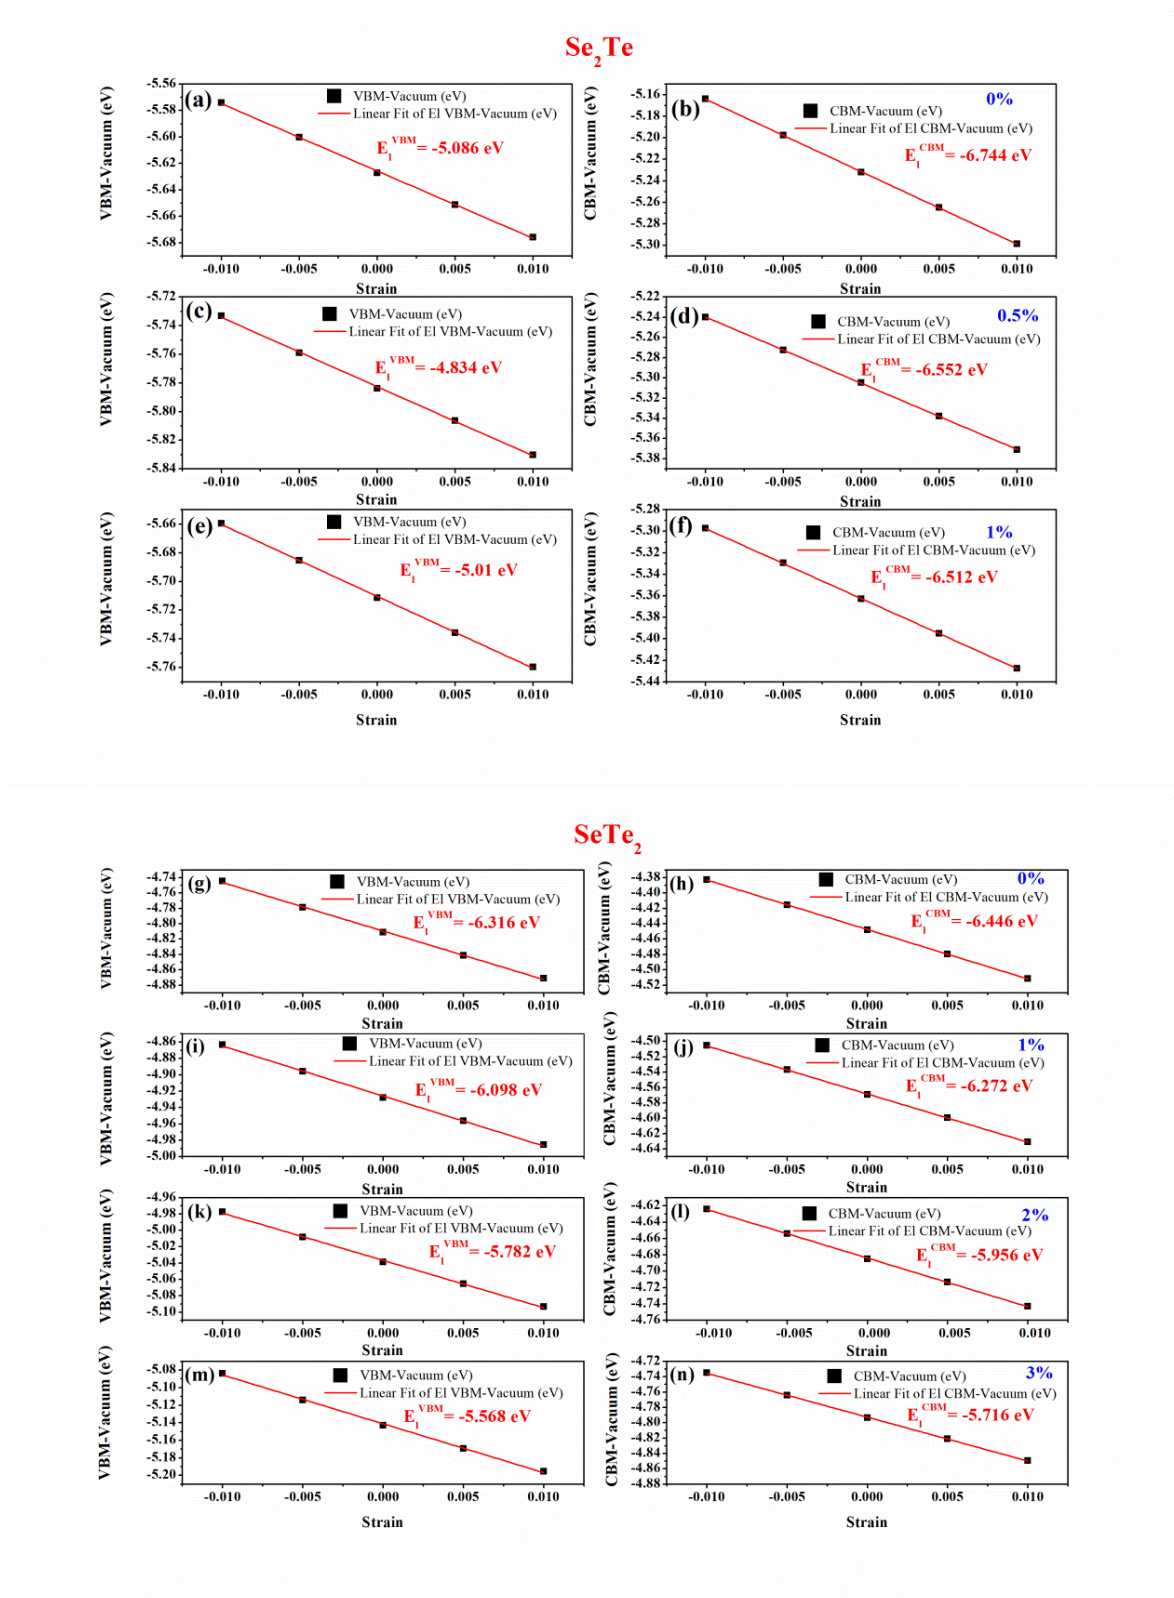 Se2Te
(a)
VBM-Vacuum (eV)
Linear Fit of El VBM-Vacuum (eV)
E1^VBM = -5.086 eV
VBM-Vacuum (eV)
-5.56
-5.58
-5.60
-5.62
-5.64
-5.66
-5.68
-0.010 -0.005 0.000 0.005 0.010
Strain
(b)
0%
CBM-Vacuum (eV)
Linear Fit of El CBM-Vacuum (eV)
E1^CBM = -6.744 eV
CBM-Vacuum (eV)
-5.16
-5.18
-5.20
-5.22
-5.24
-5.26
-5.28
-5.30
-0.010 -0.005 0.000 0.005 0.010
Strain
(c)
VBM-Vacuum (eV)
Linear Fit of El VBM-Vacuum (eV)
E1^VBM = -4.834 eV
VBM-Vacuum (eV)
-5.72
-5.74
-5.76
-5.78
-5.80
-5.82
-5.84
-0.010 -0.005 0.000 0.005 0.010
Strain
(d)
0.5%
CBM-Vacuum (eV)
Linear Fit of El CBM-Vacuum (eV)
E1^CBM = -6.552 eV
CBM-Vacuum (eV)
-5.22
-5.24
-5.26
-5.28
-5.30
-5.32
-5.34
-5.36
-5.38
-0.010 -0.005 0.000 0.005 0.010
Strain
(e)
VBM-Vacuum (eV)
Linear Fit of El VBM-Vacuum (eV)
E1^VBM = -5.01 eV
VBM-Vacuum (eV)
-5.66
-5.68
-5.70
-5.72
-5.74
-5.76
-0.010 -0.005 0.000 0.005 0.010
Strain
(f)
1%
CBM-Vacuum (eV)
Linear Fit of El CBM-Vacuum (eV)
E1^CBM = -6.512 eV
CBM-Vacuum (eV)
-5.28
-5.30
-5.32
-5.34
-5.36
-5.38
-5.40
-5.42
-5.44
-0.010 -0.005 0.000 0.005 0.010
Strain
SeTe2
(g)
VBM-Vacuum (eV)
Linear Fit of El VBM-Vacuum (eV)
E1^VBM = -6.316 eV
VBM-Vacuum (eV)
-4.74
-4.76
-4.78
-4.80
-4.82
-4.84
-4.86
-4.88
-0.010 -0.005 0.000 0.005 0.010
Strain
(h)
0%
CBM-Vacuum (eV)
Linear Fit of El CBM-Vacuum (eV)
E1^CBM = -6.446 eV
CBM-Vacuum (eV)
-4.38
-4.40
-4.42
-4.44
-4.46
-4.48
-4.50
-4.52
-0.010 -0.005 0.000 0.005 0.010
Strain
(i)
VBM-Vacuum (eV)
Linear Fit of El VBM-Vacuum (eV)
E1^VBM = -6.098 eV
VBM-Vacuum (eV)
-4.86
-4.88
-4.90
-4.92
-4.94
-4.96
-4.98
-5.00
-0.010 -0.005 0.000 0.005 0.010
Strain
(j)
1%
CBM-Vacuum (eV)
Linear Fit of El CBM-Vacuum (eV)
E1^CBM = -6.272 eV
CBM-Vacuum (eV)
-4.50
-4.52
-4.54
-4.56
-4.58
-4.60
-4.62
-4.64
-0.010 -0.005 0.000 0.005 0.010
Strain
(k)
VBM-Vacuum (eV)
Linear Fit of El VBM-Vacuum (eV)
E1^VBM = -5.782 eV
VBM-Vacuum (eV)
-4.96
-4.98
-5.00
-5.02
-5.04
-5.06
-5.08
-5.10
-0.010 -0.005 0.000 0.005 0.010
Strain
(l)
2%
CBM-Vacuum (eV)
Linear Fit of El CBM-Vacuum (eV)
E1^CBM = -5.956 eV
CBM-Vacuum (eV)
-4.62
-4.64
-4.66
-4.68
-4.70
-4.72
-4.74
-4.76
-0.010 -0.005 0.000 0.005 0.010
Strain
(m)
VBM-Vacuum (eV)
Linear Fit of El VBM-Vacuum (eV)
E1^VBM = -5.568 eV
VBM-Vacuum (eV)
-5.08
-5.10
-5.12
-5.14
-5.16
-5.18
-5.20
-0.010 -0.005 0.000 0.005 0.010
Strain
(n)
3%
CBM-Vacuum (eV)
Linear Fit of El CBM-Vacuum (eV)
E1^CBM = -5.716 eV
CBM-Vacuum (eV)
-4.72
-4.74
-4.76
-4.78
-4.80
-4.82
-4.84
-4.86
-4.88
-0.010 -0.005 0.000 0.005 0.010
Strain